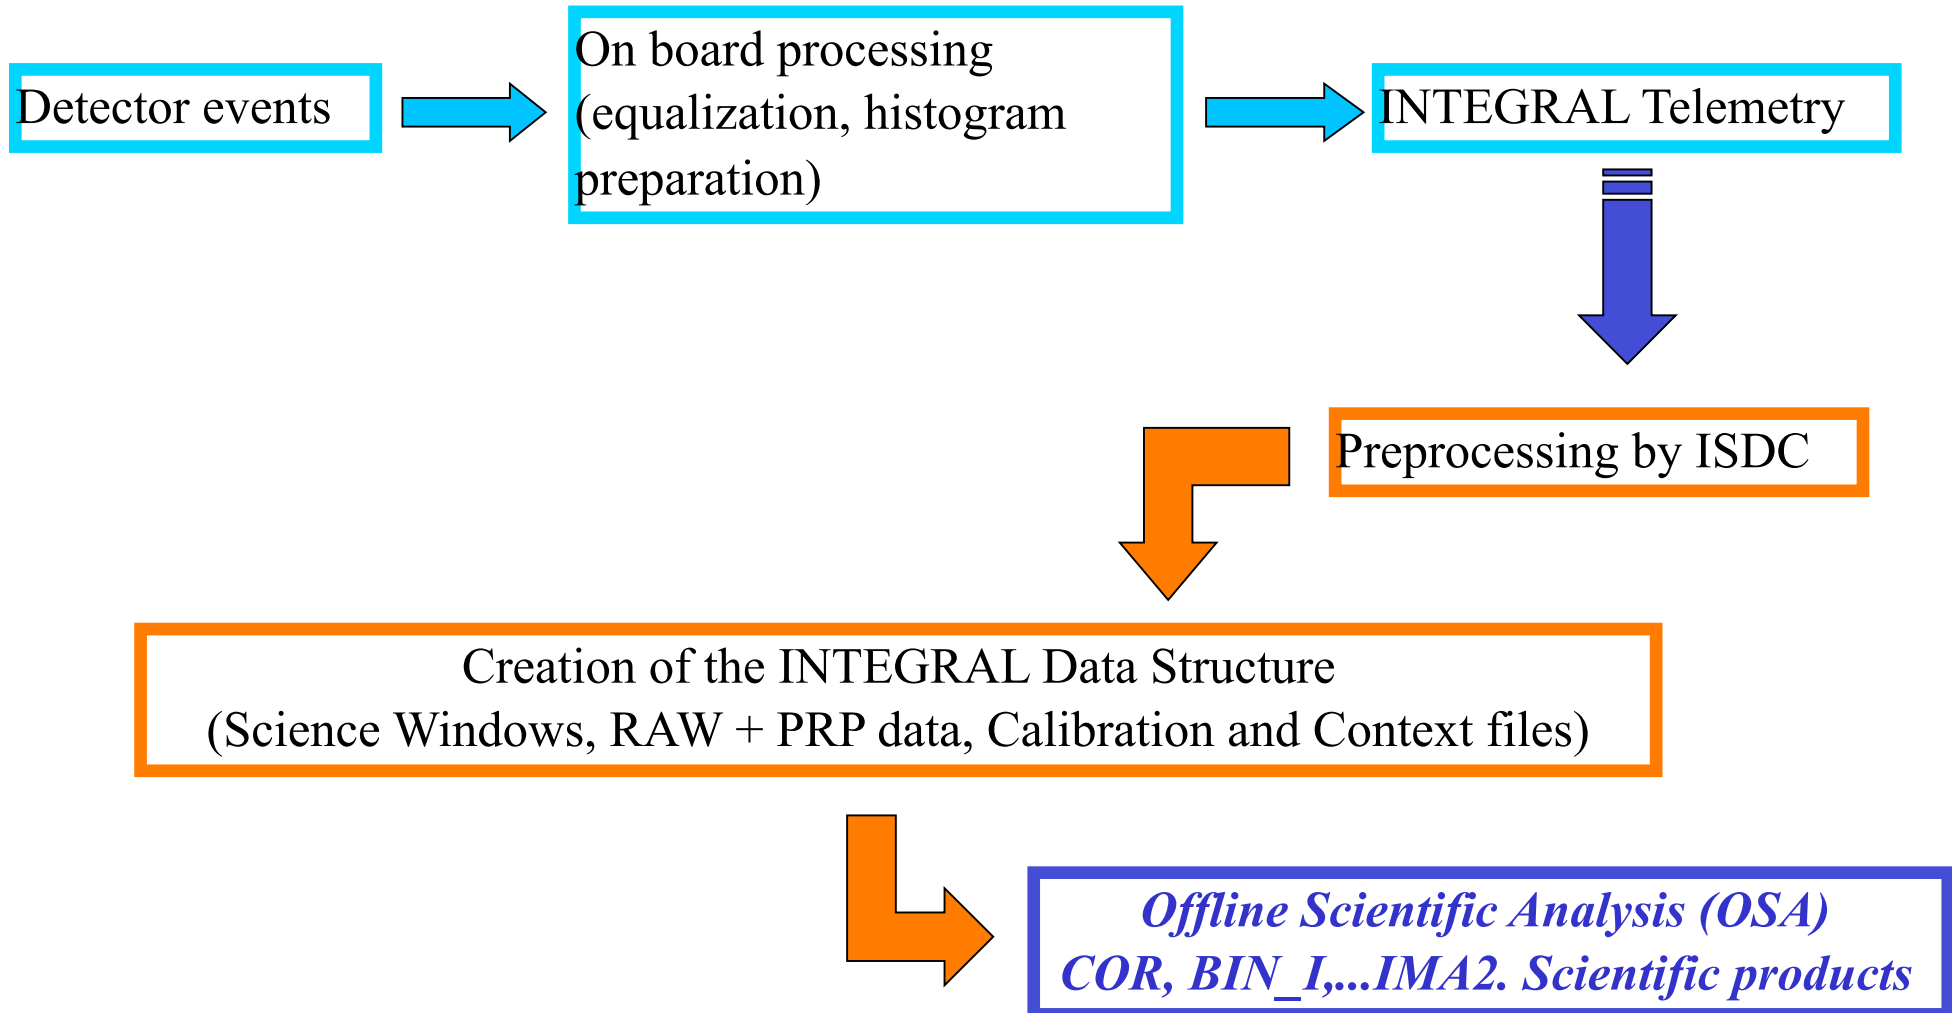 Detector events
On board processing
(equalization, histogram
preparation)
INTEGRAL Telemetry
Preprocessing by ISDC
Creation of the INTEGRAL Data Structure
(Science Windows, RAW + PRP data, Calibration and Context files)
Offline Scientific Analysis (OSA)
COR, BIN_I,...IMA2. Scientific products